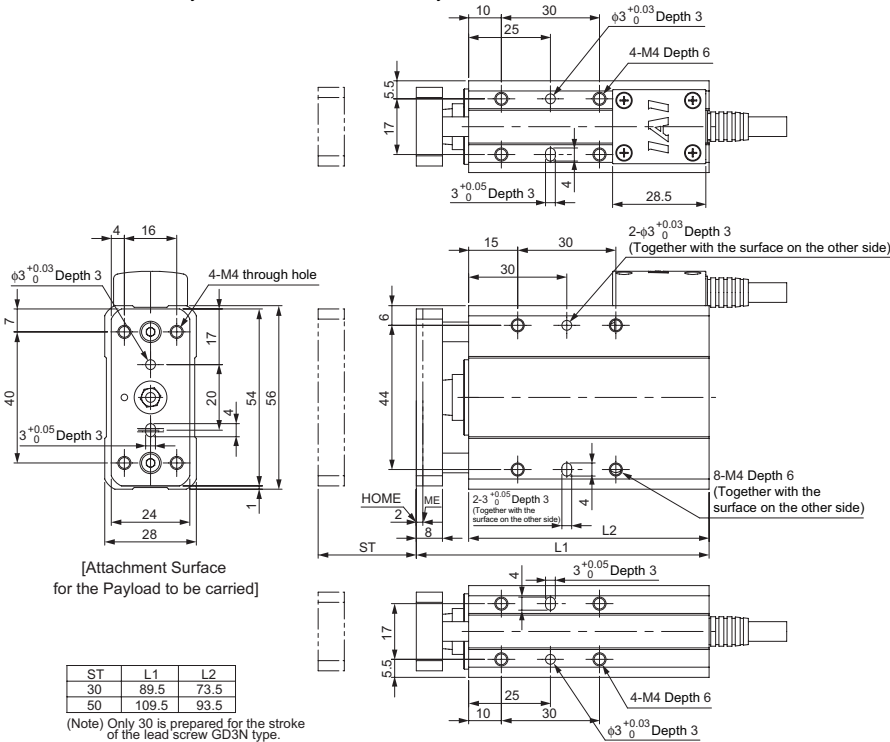 10
30
25
φ3 +0.03 0 Depth 3
4-M4 Depth 6
5.5
17
IAI
3 +0.05 0 Depth 3
4
28.5
4
16
φ3 +0.03 0 Depth 3
4-M4 through hole
7
40
17
20
4
54
56
3 +0.05 0 Depth 3
1
24
28
[Attachment Surface
for the Payload to be carried]
15
30
30
2-φ3 +0.03 0 Depth 3
(Together with the surface on the other side)
6
44
HOME
ME
2
8
ST
2-3 +0.05 0 Depth 3
(Together with the
surface on the other side)
4
8-M4 Depth 6
(Together with the
surface on the other side)
L2
L1
4
3 +0.05 0 Depth 3
17
5.5
25
10
30
4-M4 Depth 6
φ3 +0.03 0 Depth 3
ST L1 L2
30 89.5 73.5
50 109.5 93.5
(Note) Only 30 is prepared for the stroke
of the lead screw GD3N type.